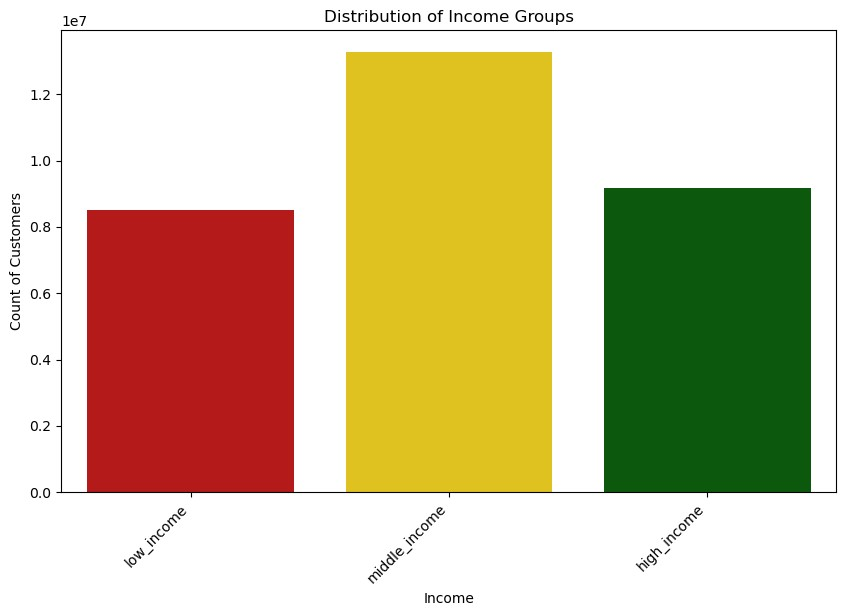 Distribution of Income Groups
1e7
Count of Customers
1.2
1.0
0.8
0.6
0.4
0.2
0.0
low_income
middle_income
high_income
Income